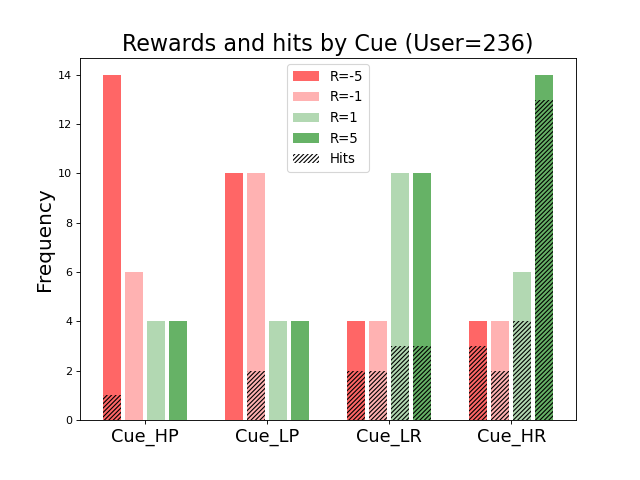 Rewards and hits by Cue (User=236)
R=-5
R=-1
R=1
R=5
Hits
Frequency
14
12
10
8
6
4
2
0
Cue_HP
Cue_LP
Cue_LR
Cue_HR